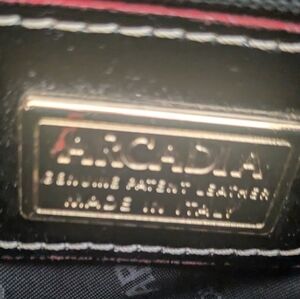 ARCADIA
GENUINE PATENT LEATHER
MADE IN ITALY